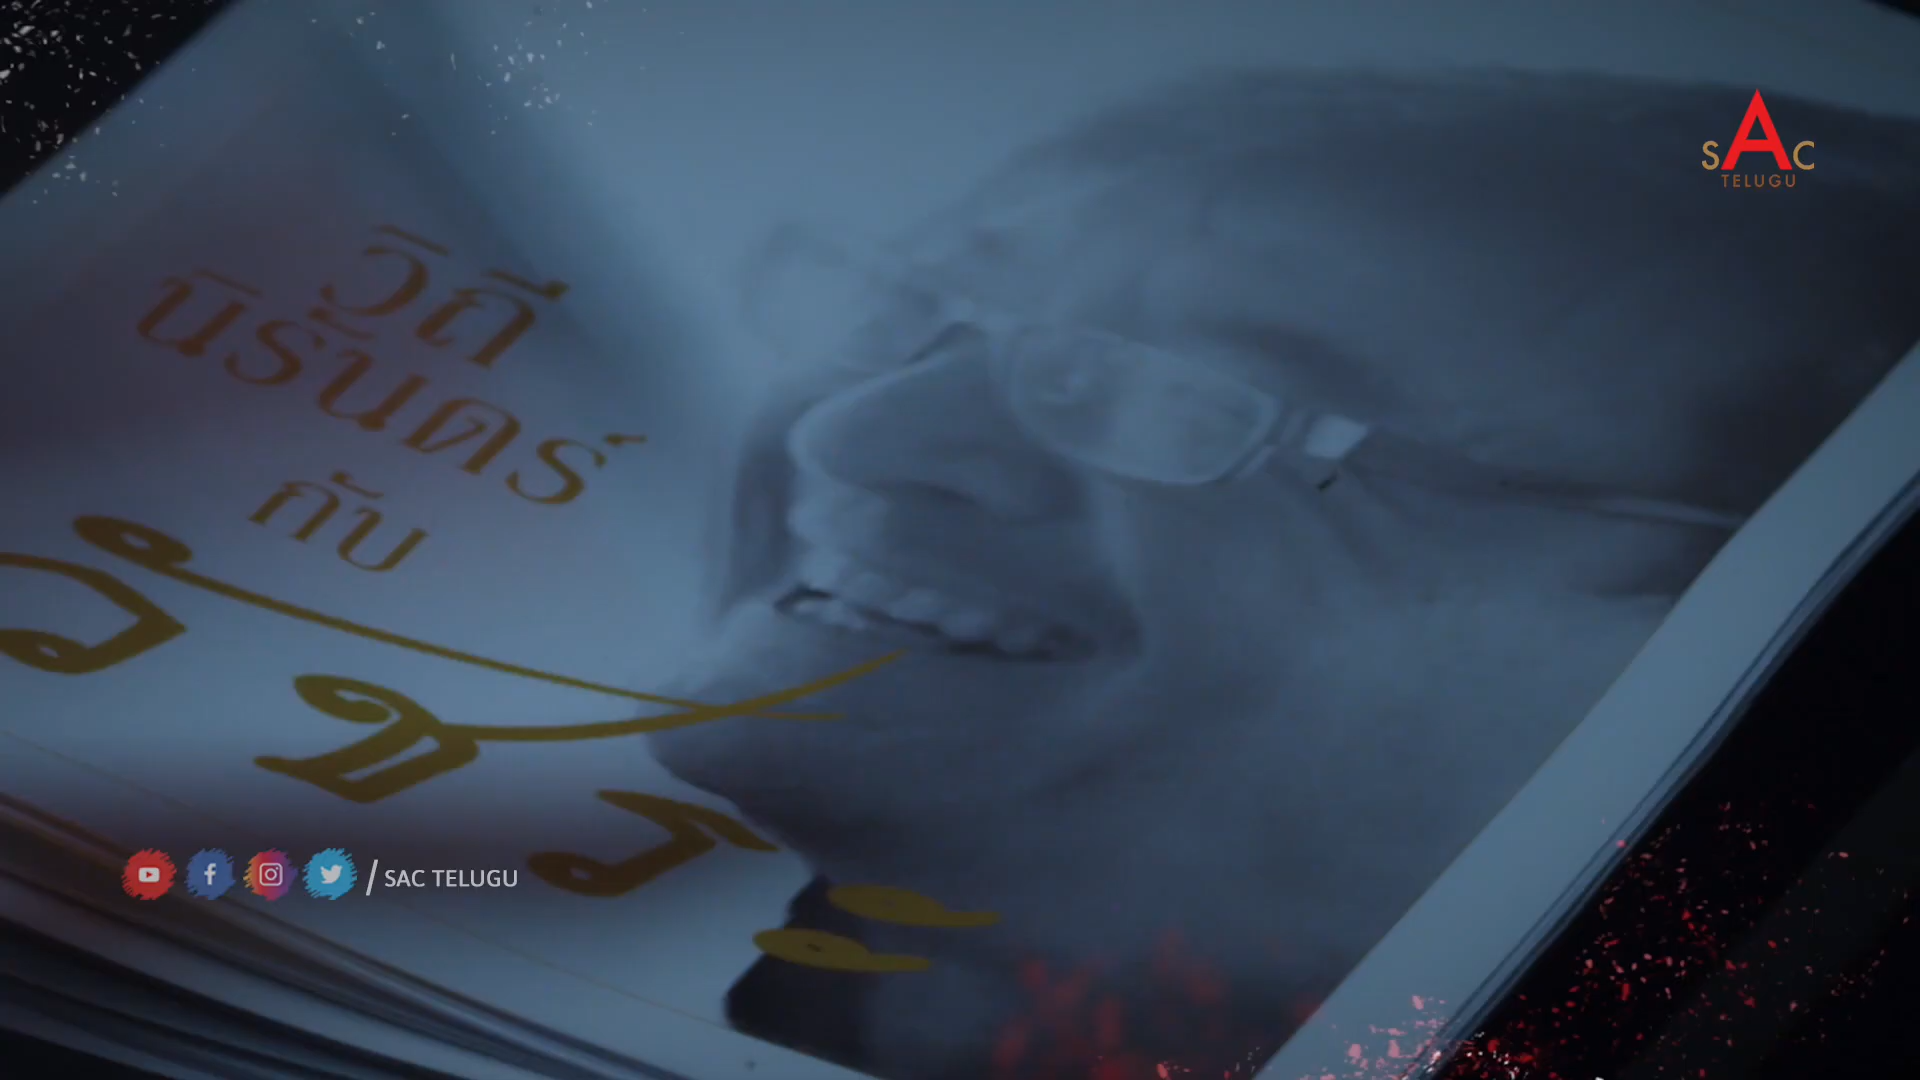 วิถี
นิรันดร์
กับ
SAC
TELUGU
/SAC TELUGU